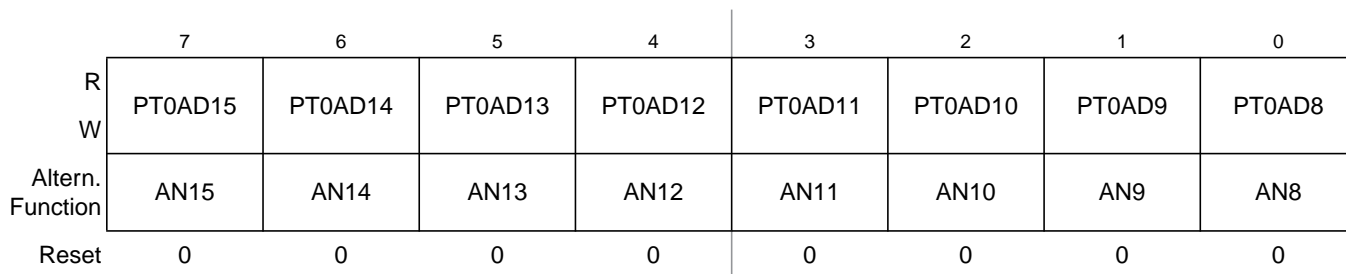 7 6 5 4 3 2 1 0
R
W
PT0AD15 PT0AD14 PT0AD13 PT0AD12 PT0AD11 PT0AD10 PT0AD9 PT0AD8
Altern.
Function
AN15 AN14 AN13 AN12 AN11 AN10 AN9 AN8
Reset 0 0 0 0 0 0 0 0